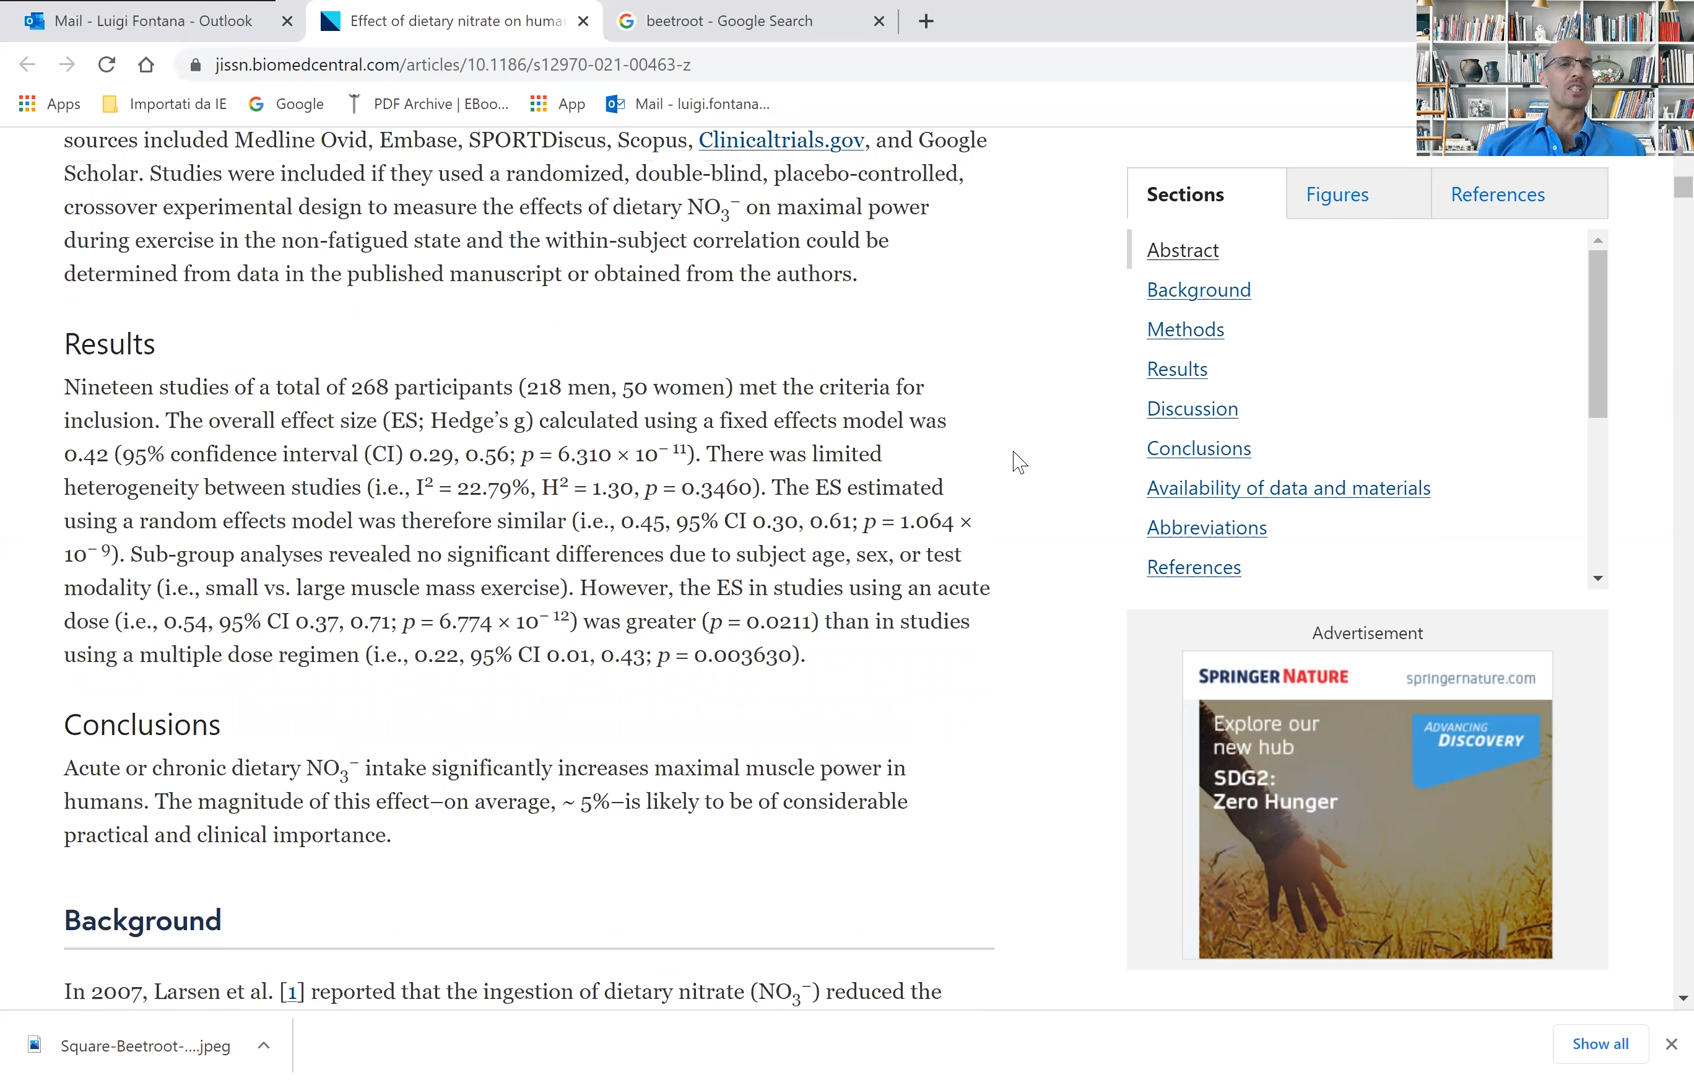 Mail - Luigi Fontana - Outlook
Effect of dietary nitrate on huma
beetroot - Google Search
jissn.biomedcentral.com/articles/10.1186/s12970-021-00463-z
Apps
Importati da IE
Google
PDF Archive | EBoo...
App
Mail - luigi.fontana...
sources included Medline Ovid, Embase, SPORTDiscus, Scopus, Clinicaltrials.gov, and Google
Scholar. Studies were included if they used a randomized, double-blind, placebo-controlled,
crossover experimental design to measure the effects of dietary NO₃⁻ on maximal power
during exercise in the non-fatigued state and the within-subject correlation could be
determined from data in the published manuscript or obtained from the authors.
Results
Nineteen studies of a total of 268 participants (218 men, 50 women) met the criteria for
inclusion. The overall effect size (ES; Hedge’s g) calculated using a fixed effects model was
0.42 (95% confidence interval (CI) 0.29, 0.56; p = 6.310 × 10⁻ ¹¹). There was limited
heterogeneity between studies (i.e., I² = 22.79%, H² = 1.30, p = 0.3460). The ES estimated
using a random effects model was therefore similar (i.e., 0.45, 95% CI 0.30, 0.61; p = 1.064 ×
10⁻ ⁹). Sub-group analyses revealed no significant differences due to subject age, sex, or test
modality (i.e., small vs. large muscle mass exercise). However, the ES in studies using an acute
dose (i.e., 0.54, 95% CI 0.37, 0.71; p = 6.774 × 10⁻ ¹²) was greater (p = 0.0211) than in studies
using a multiple dose regimen (i.e., 0.22, 95% CI 0.01, 0.43; p = 0.003630).
Conclusions
Acute or chronic dietary NO₃⁻ intake significantly increases maximal muscle power in
humans. The magnitude of this effect–on average, ~ 5%–is likely to be of considerable
practical and clinical importance.
Background
In 2007, Larsen et al. [1] reported that the ingestion of dietary nitrate (NO₃⁻) reduced the
Sections
Figures
References
Abstract
Background
Methods
Results
Discussion
Conclusions
Availability of data and materials
Abbreviations
References
Advertisement
SPRINGER NATURE
springernature.com
Explore our
new hub
SDG2:
Zero Hunger
ADVANCING
DISCOVERY
Square-Beetroot-....jpeg
Show all